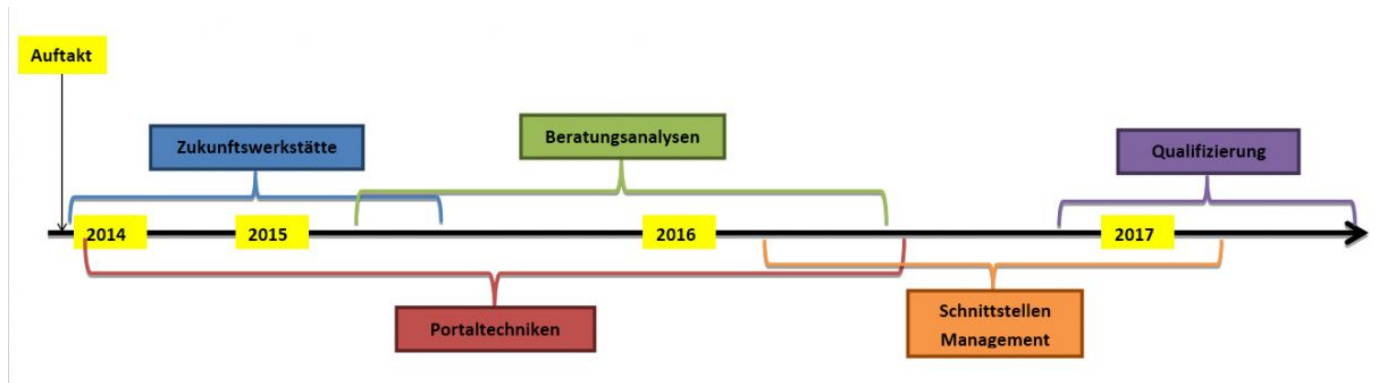 Auftakt
Zukunftswerkstätte
Beratungsanalysen
Qualifizierung
2014
2015
2016
2017
Portaltechniken
Schnittstellen
Management